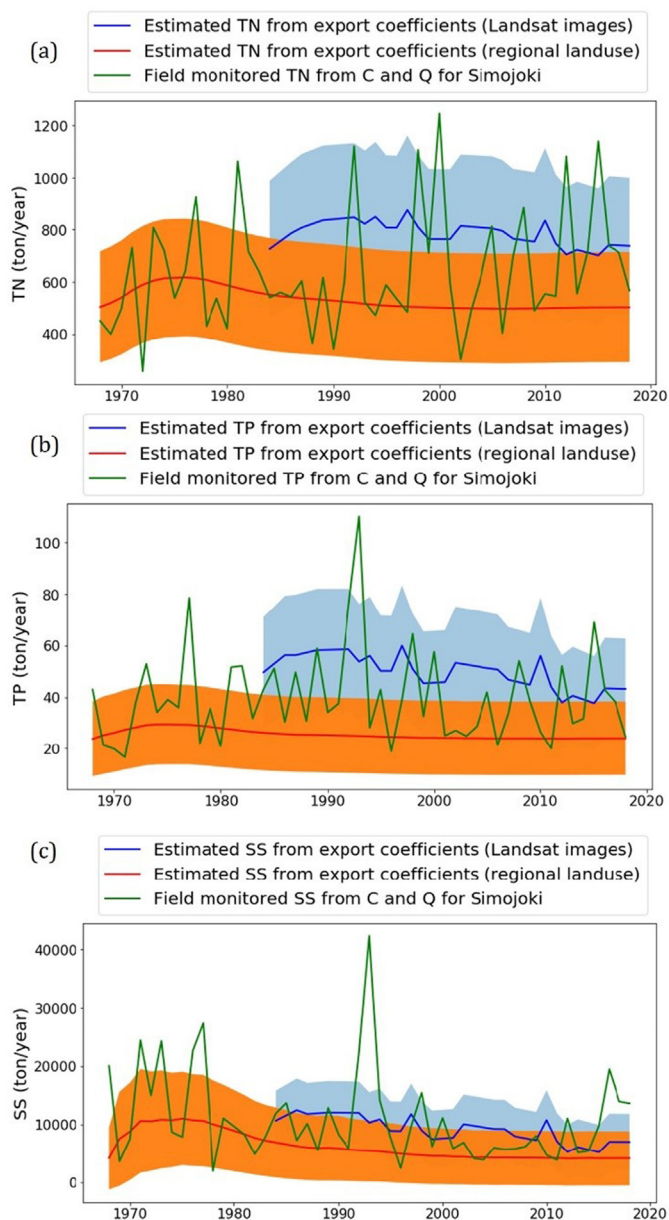 (a)
Estimated TN from export coefficients (Landsat images)
Estimated TN from export coefficients (regional landuse)
Field monitored TN from C and Q for Simojoki
TN (ton/year)
1200
1000
800
600
400
1970 1980 1990 2000 2010 2020
(b)
Estimated TP from export coefficients (Landsat images)
Estimated TP from export coefficients (regional landuse)
Field monitored TP from C and Q for Simojoki
TP (ton/year)
100
80
60
40
20
1970 1980 1990 2000 2010 2020
(c)
Estimated SS from export coefficients (Landsat images)
Estimated SS from export coefficients (regional landuse)
Field monitored SS from C and Q for Simojoki
SS (ton/year)
40000
30000
20000
10000
0
1970 1980 1990 2000 2010 2020